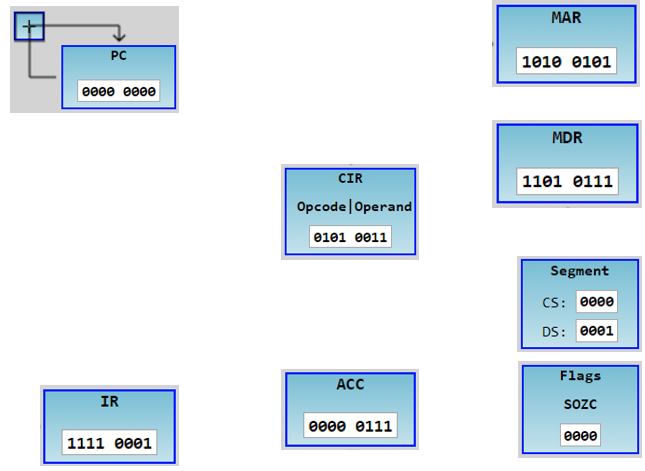 +
PC
0000 0000
MAR
1010 0101
MDR
1101 0111
CIR
Opcode|Operand
0101 0011
Segment
CS: 0000
DS: 0001
IR
1111 0001
ACC
0000 0111
Flags
SOZC
0000